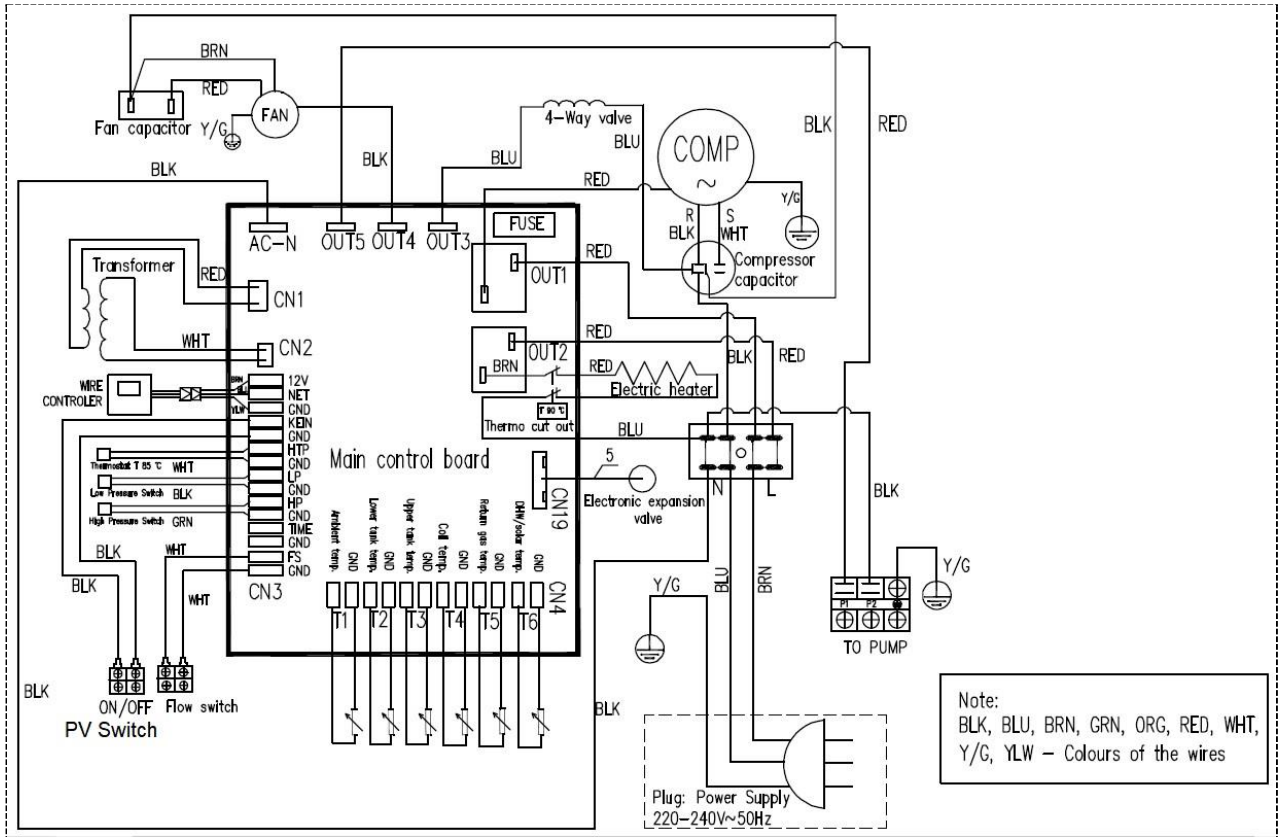 BRN
RED
Fan capacitor
Y/G
FAN
BLK
BLK
BLU
4-Way valve
BLU
RED
COMP
~
Y/G
BLK
RED
R
S
BLK
WHT
Compressor
capacitor
AC-N
OUT5
OUT4
OUT3
FUSE
OUT1
RED
Transformer
RED
CN1
WHT
CN2
OUT2
BRN
RED
RED
BLK
RED
Electric heater
T 90 ℃
Thermo cut out
BLU
WIRE
CONTROLER
BRN
BLU
YLW
12V
NET
GND
KEIN
GND
HTP
GND
LP
GND
HP
GND
TIME
GND
FS
GND
CN3
Thermostat T 85 ℃
WHT
Low Pressure Switch
BLK
High Pressure Switch
GRN
Main control board
CN19
5
Electronic expansion
valve
N
L
BLK
WHT
BLK
BLK
WHT
Ambient temp.
GND
Lower tank temp.
GND
Upper tank temp.
GND
Coil temp.
GND
Return gas temp.
GND
DHW/solar temp.
GND
CN4
T1
T2
T3
T4
T5
T6
Y/G
BLU
BRN
Y/G
P1
P2
TO PUMP
ON/OFF
Flow switch
PV Switch
BLK
BLK
Plug: Power Supply
220-240V~50Hz
Note:
BLK, BLU, BRN, GRN, ORG, RED, WHT,
Y/G, YLW – Colours of the wires